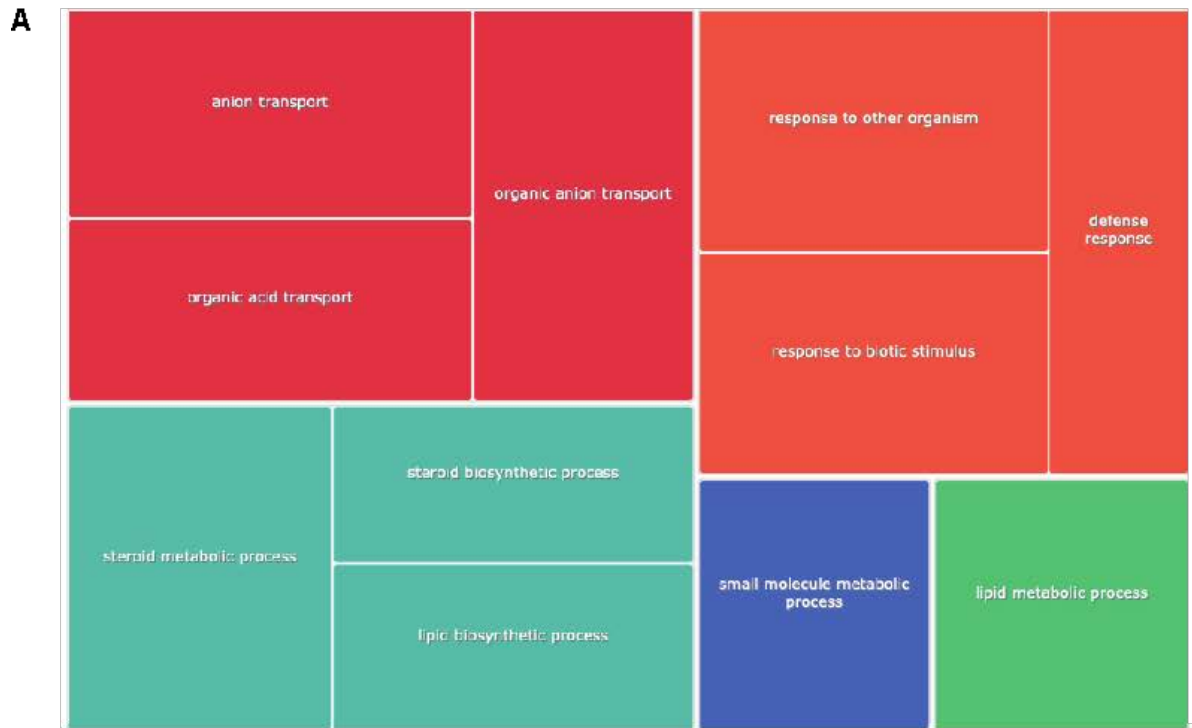 A
anion transport
organic anion transport
organic acid transport
response to other organism
defense
response
response to biotic stimulus
steroid metabolic process
steroid biosynthetic process
lipid biosynthetic process
small molecule metabolic
process
lipid metabolic process